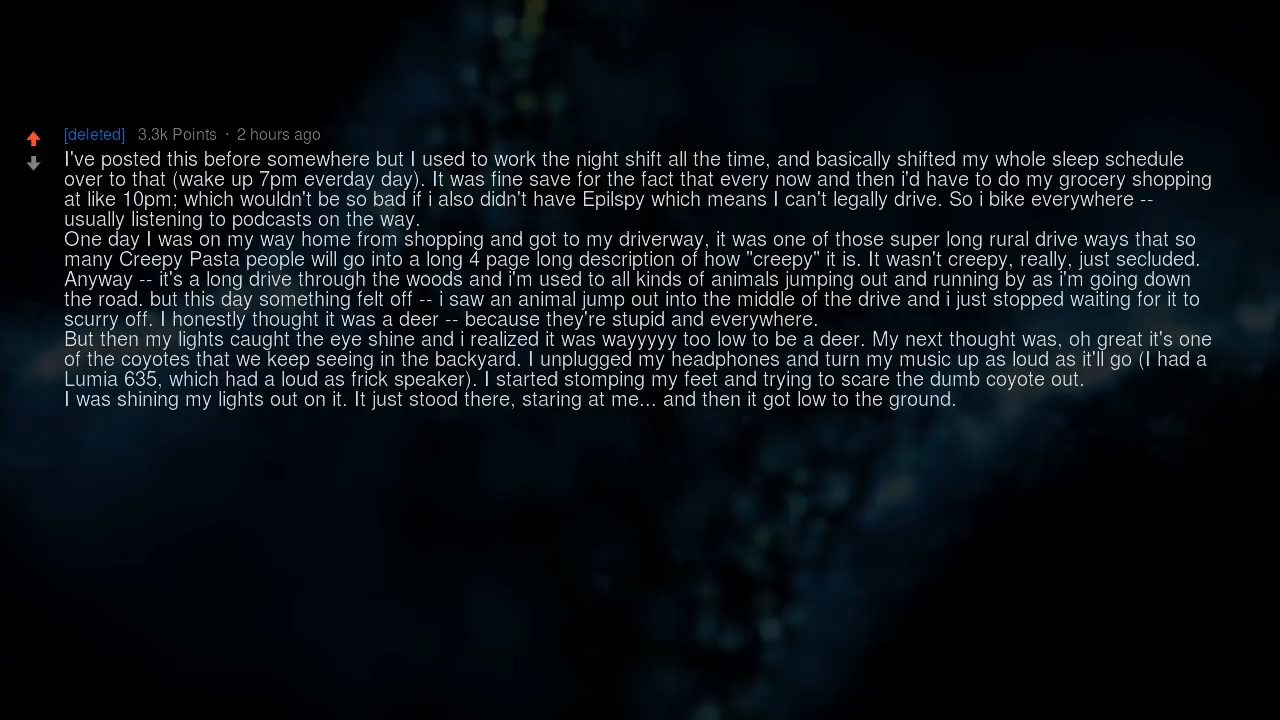 [deleted] 3.3k Points · 2 hours ago
I've posted this before somewhere but I used to work the night shift all the time, and basically shifted my whole sleep schedule
over to that (wake up 7pm everday day). It was fine save for the fact that every now and then i'd have to do my grocery shopping
at like 10pm; which wouldn't be so bad if i also didn't have Epilspy which means I can't legally drive. So i bike everywhere --
usually listening to podcasts on the way.
One day I was on my way home from shopping and got to my driverway, it was one of those super long rural drive ways that so
many Creepy Pasta people will go into a long 4 page long description of how "creepy" it is. It wasn't creepy, really, just secluded.
Anyway -- it's a long drive through the woods and i'm used to all kinds of animals jumping out and running by as i'm going down
the road. but this day something felt off -- i saw an animal jump out into the middle of the drive and i just stopped waiting for it to
scurry off. I honestly thought it was a deer -- because they're stupid and everywhere.
But then my lights caught the eye shine and i realized it was wayyyyy too low to be a deer. My next thought was, oh great it's one
of the coyotes that we keep seeing in the backyard. I unplugged my headphones and turn my music up as loud as it'll go (I had a
Lumia 635, which had a loud as frick speaker). I started stomping my feet and trying to scare the dumb coyote out.
I was shining my lights out on it. It just stood there, staring at me... and then it got low to the ground.